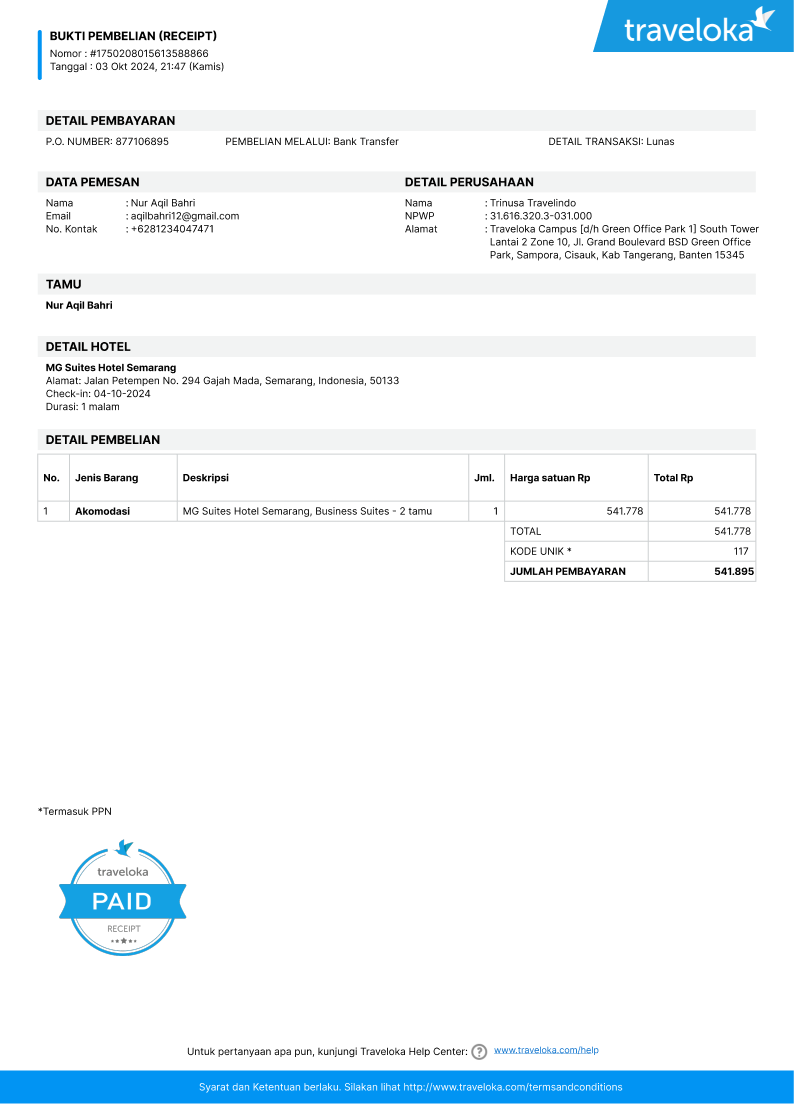 BUKTI PEMBELIAN (RECEIPT)
Nomor : #1750208015613588866
Tanggal : 03 Okt 2024, 21:47 (Kamis)
traveloka
DETAIL PEMBAYARAN
P.O. NUMBER: 877106895 PEMBELIAN MELALUI: Bank Transfer DETAIL TRANSAKSI: Lunas
DATA PEMESAN
Nama : Nur Aqil Bahri
Email : aqilbahri12@gmail.com
No. Kontak : +6281234047471
DETAIL PERUSAHAAN
Nama : Trinusa Travelindo
NPWP : 31.616.320.3-031.000
Alamat : Traveloka Campus [d/h Green Office Park 1] South Tower
Lantai 2 Zone 10, Jl. Grand Boulevard BSD Green Office
Park, Sampora, Cisauk, Kab Tangerang, Banten 15345
TAMU
Nur Aqil Bahri
DETAIL HOTEL
MG Suites Hotel Semarang
Alamat: Jalan Petempen No. 294 Gajah Mada, Semarang, Indonesia, 50133
Check-in: 04-10-2024
Durasi: 1 malam
DETAIL PEMBELIAN
No. Jenis Barang Deskripsi Jml. Harga satuan Rp Total Rp
1 Akomodasi MG Suites Hotel Semarang, Business Suites - 2 tamu 1 541.778 541.778
TOTAL 541.778
KODE UNIK * 117
JUMLAH PEMBAYARAN 541.895
*Termasuk PPN
traveloka
PAID
RECEIPT
Untuk pertanyaan apa pun, kunjungi Traveloka Help Center: ? www.traveloka.com/help
Syarat dan Ketentuan berlaku. Silakan lihat http://www.traveloka.com/termsandconditions